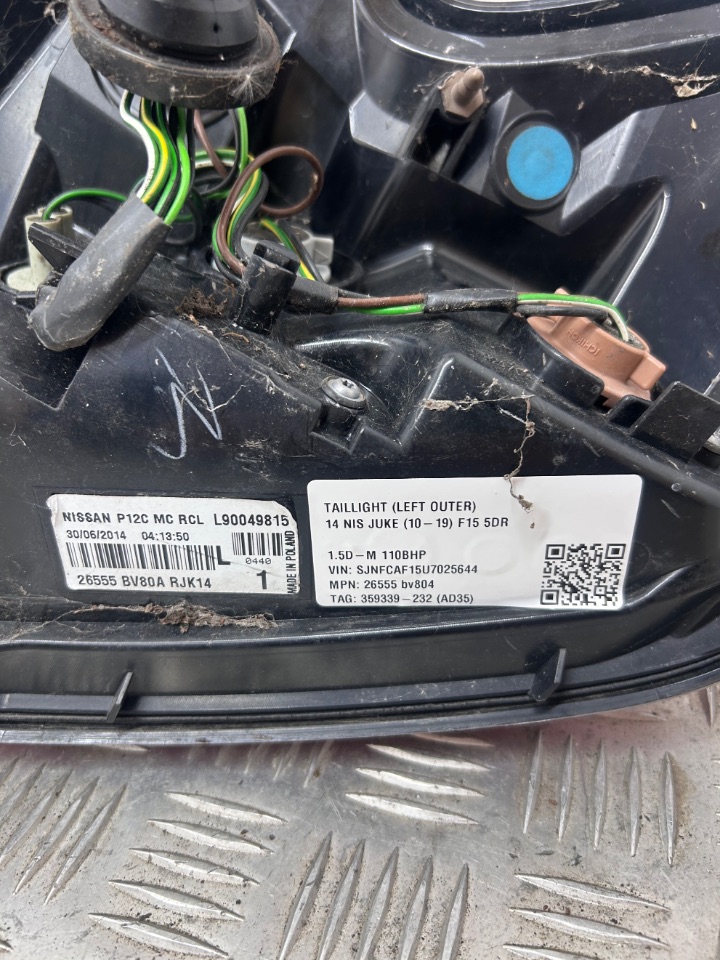 NISSAN P12C MC RCL L90049815
30/06/2014 04:13:50
L
0440
26555 BV80A RJK14
1
MADE IN POLAND
TAILLIGHT (LEFT OUTER)
14 NIS JUKE (10-19) F15 5DR
1.5D-M 110BHP
VIN: SJNFCAF15U7025644
MPN: 26555 bv804
TAG: 359339-232 (AD35)